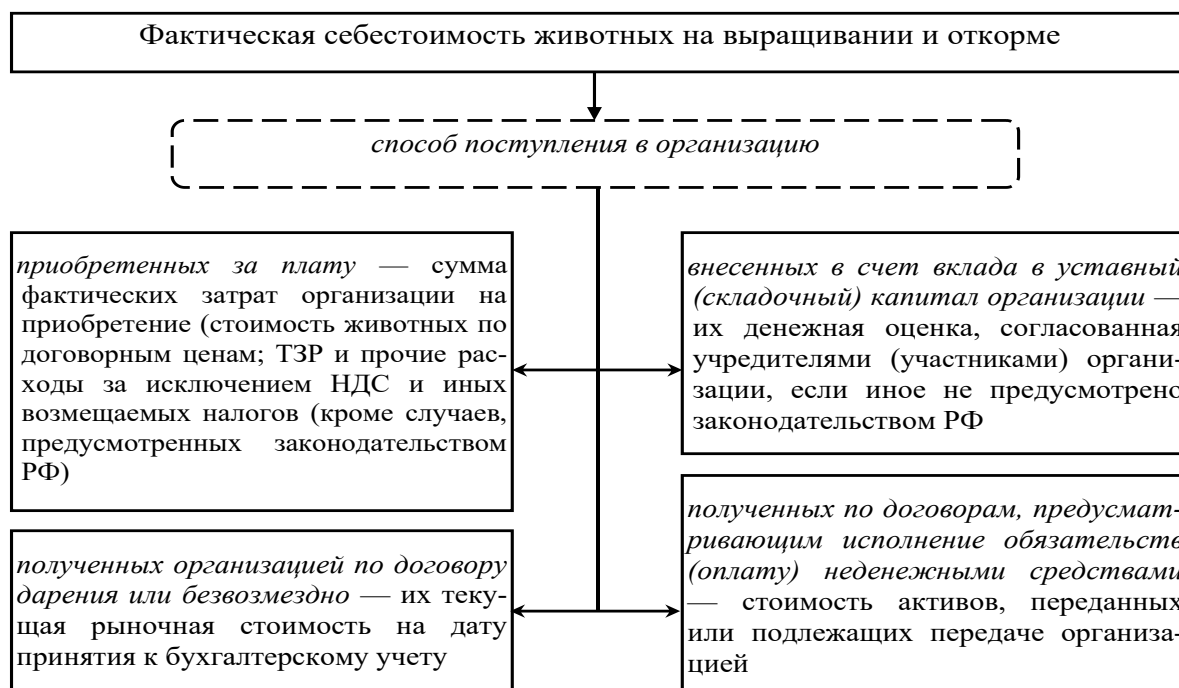 Фактическая себестоимость животных на выращивании и откорме
способ поступления в организацию
приобретенных за плату — сумма
фактических затрат организации на
приобретение (стоимость животных по
договорным ценам; ТЗР и прочие рас-
ходы за исключением НДС и иных
возмещаемых налогов (кроме случаев,
предусмотренных законодательством
РФ)
внесенных в счет вклада в уставный
(складочный) капитал организации —
их денежная оценка, согласованная
учредителями (участниками) органи-
зации, если иное не предусмотрено
законодательством РФ
полученных организацией по договору
дарения или безвозмездно — их теку-
щая рыночная стоимость на дату
принятия к бухгалтерскому учету
полученных по договорам, предусмат-
ривающим исполнение обязательств
(оплату) неденежными средствами
— стоимость активов, переданных
или подлежащих передаче организа-
цией